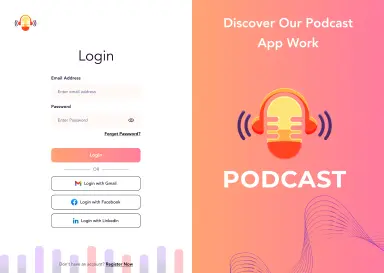 Login
Email Address
Enter email address
Password
Enter Password
Forgot Password?
Login
OR
Login with Gmail
Login with Facebook
Login with Linkedin
Don't have an account? Register Now
Discover Our Podcast
App Work
PODCAST